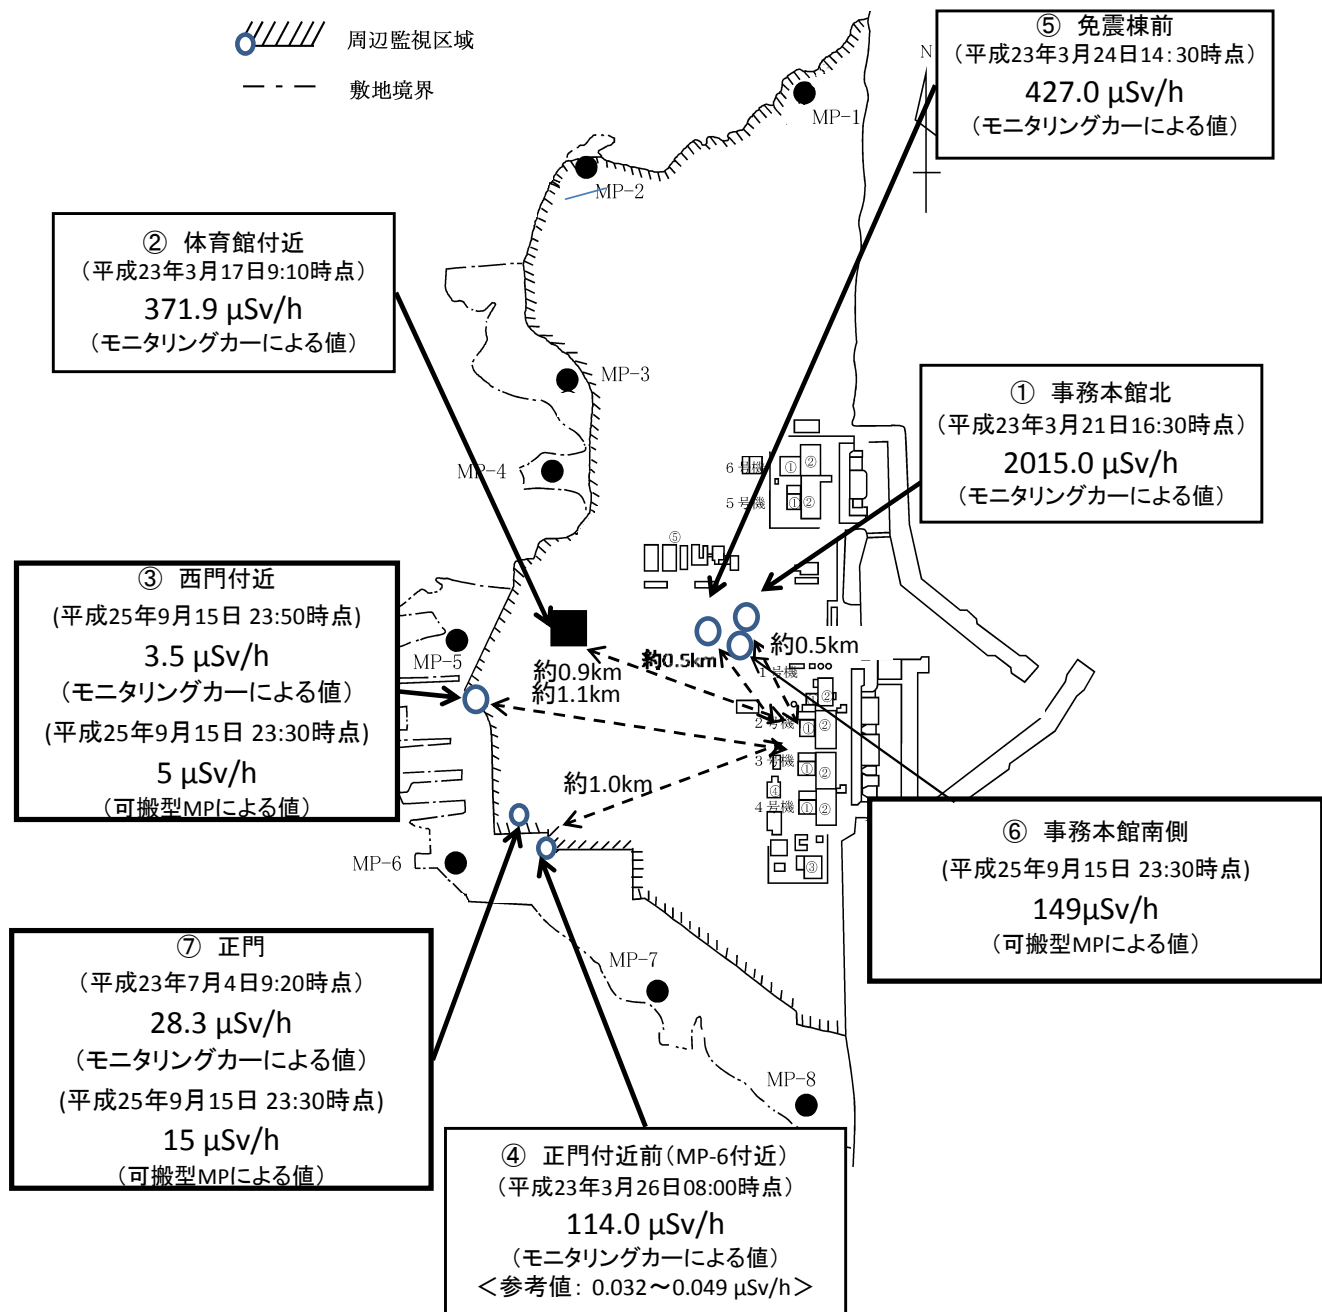 周辺監視区域
敷地境界
⑤ 免震棟前
（平成23年3月24日14：30時点）
427.0 μSv/h
（モニタリングカーによる値）
N
MP-1
MP-2
② 体育館付近
（平成23年3月17日9:10時点）
371.9 μSv/h
（モニタリングカーによる値）
MP-3
① 事務本館北
（平成23年3月21日16:30時点）
2015.0 μSv/h
（モニタリングカーによる値）
MP-4
6号機
①
②
5号機
①
②
⑤
③ 西門付近
(平成25年9月15日 23:50時点)
3.5 μSv/h
（モニタリングカーによる値）
(平成25年9月15日 23:30時点)
5 μSv/h
（可搬型MPによる値）
MP-5
約0.9km
約1.1km
約0.5km
約0.5km
1号機
②
2号機
①
②
3号機
①
②
約1.0km
④
4号機
①
②
③
MP-6
⑥ 事務本館南側
(平成25年9月15日 23:30時点)
149μSv/h
（可搬型MPによる値）
⑦ 正門
（平成23年7月4日9:20時点）
28.3 μSv/h
（モニタリングカーによる値）
(平成25年9月15日 23:30時点)
15 μSv/h
（可搬型MPによる値）
MP-7
MP-8
④ 正門付近前（MP-6付近）
（平成23年3月26日08:00時点）
114.0 μSv/h
（モニタリングカーによる値）
＜参考値： 0.032～0.049 μSv/h＞